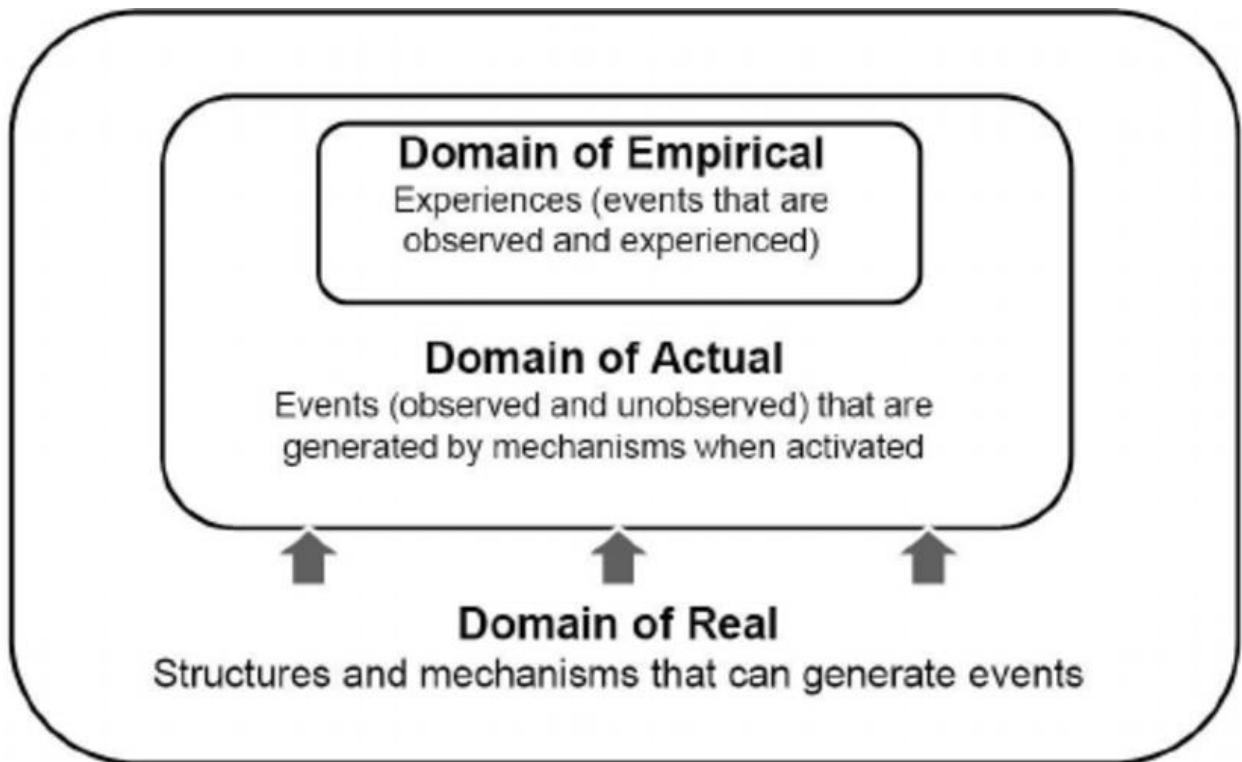 Domain of Empirical
Experiences (events that are
observed and experienced)
Domain of Actual
Events (observed and unobserved) that are
generated by mechanisms when activated
Domain of Real
Structures and mechanisms that can generate events